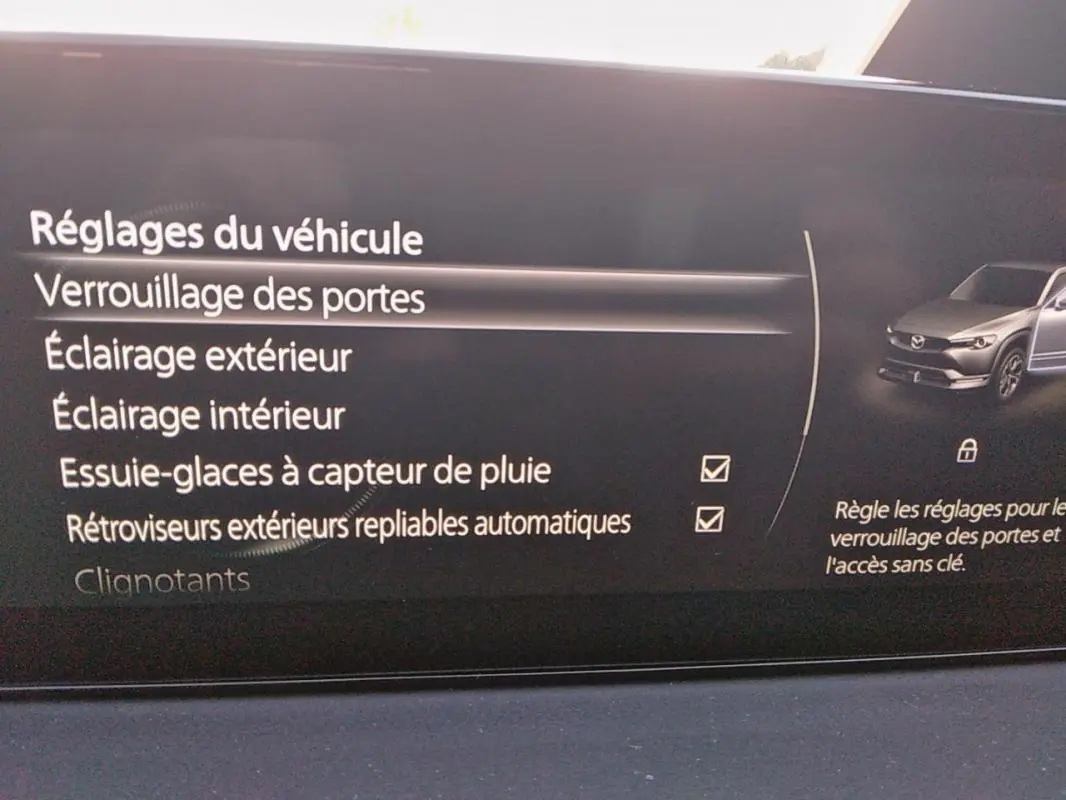 Réglages du véhicule
Verrouillage des portes
Éclairage extérieur
Éclairage intérieur
Essuie-glaces à capteur de pluie
Rétroviseurs extérieurs repliables automatiques
Clignotants
Règle les réglages pour le
verrouillage des portes et
l'accès sans clé.